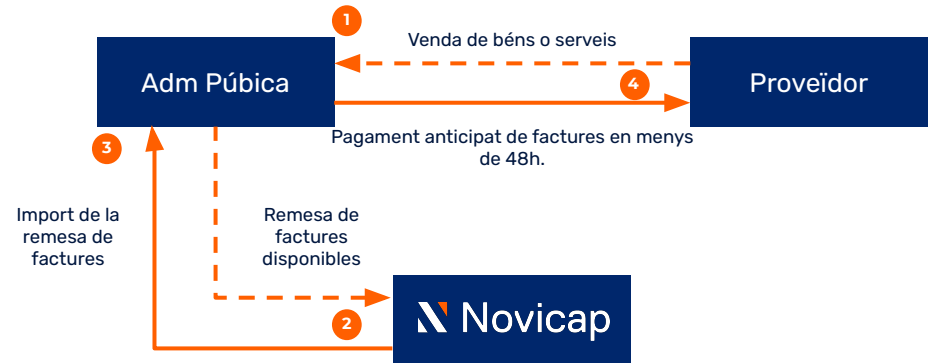 1
Venda de béns o serveis
Adm Púbica
4
Proveïdor
3
Pagament anticipat de factures en menys
de 48h.
Import de la
remesa de
factures
Remesa de
factures
disponibles
2
Novicap